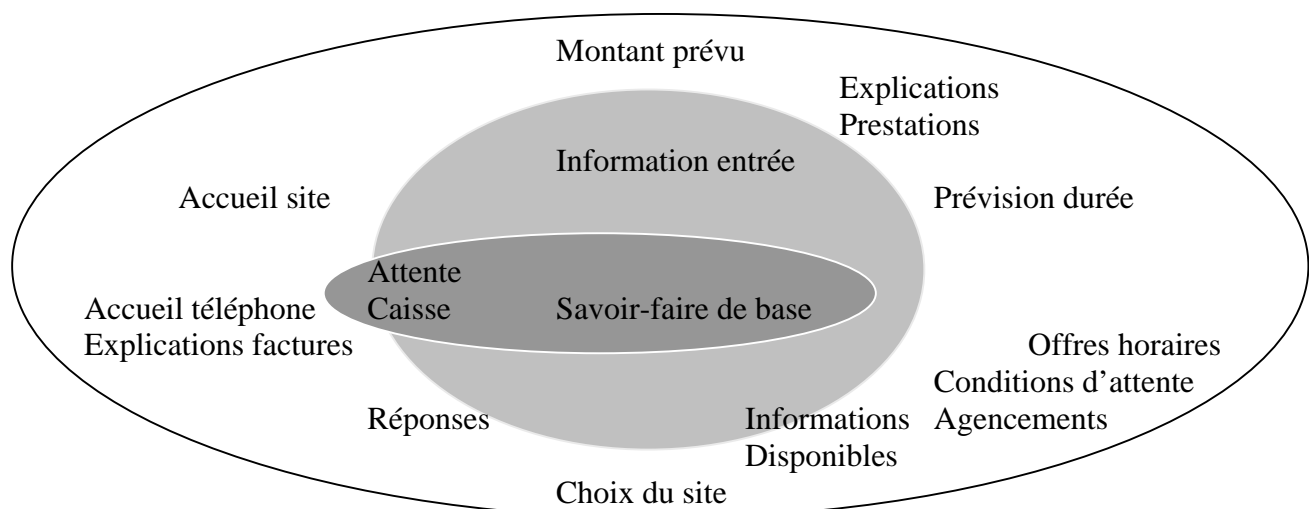 Montant prévu
Explications
Prestations
Information entrée
Accueil site
Prévision durée
Attente
Caisse
Savoir-faire de base
Accueil téléphone
Explications factures
Offres horaires
Conditions d’attente
Agencements
Réponses
Informations
Disponibles
Choix du site